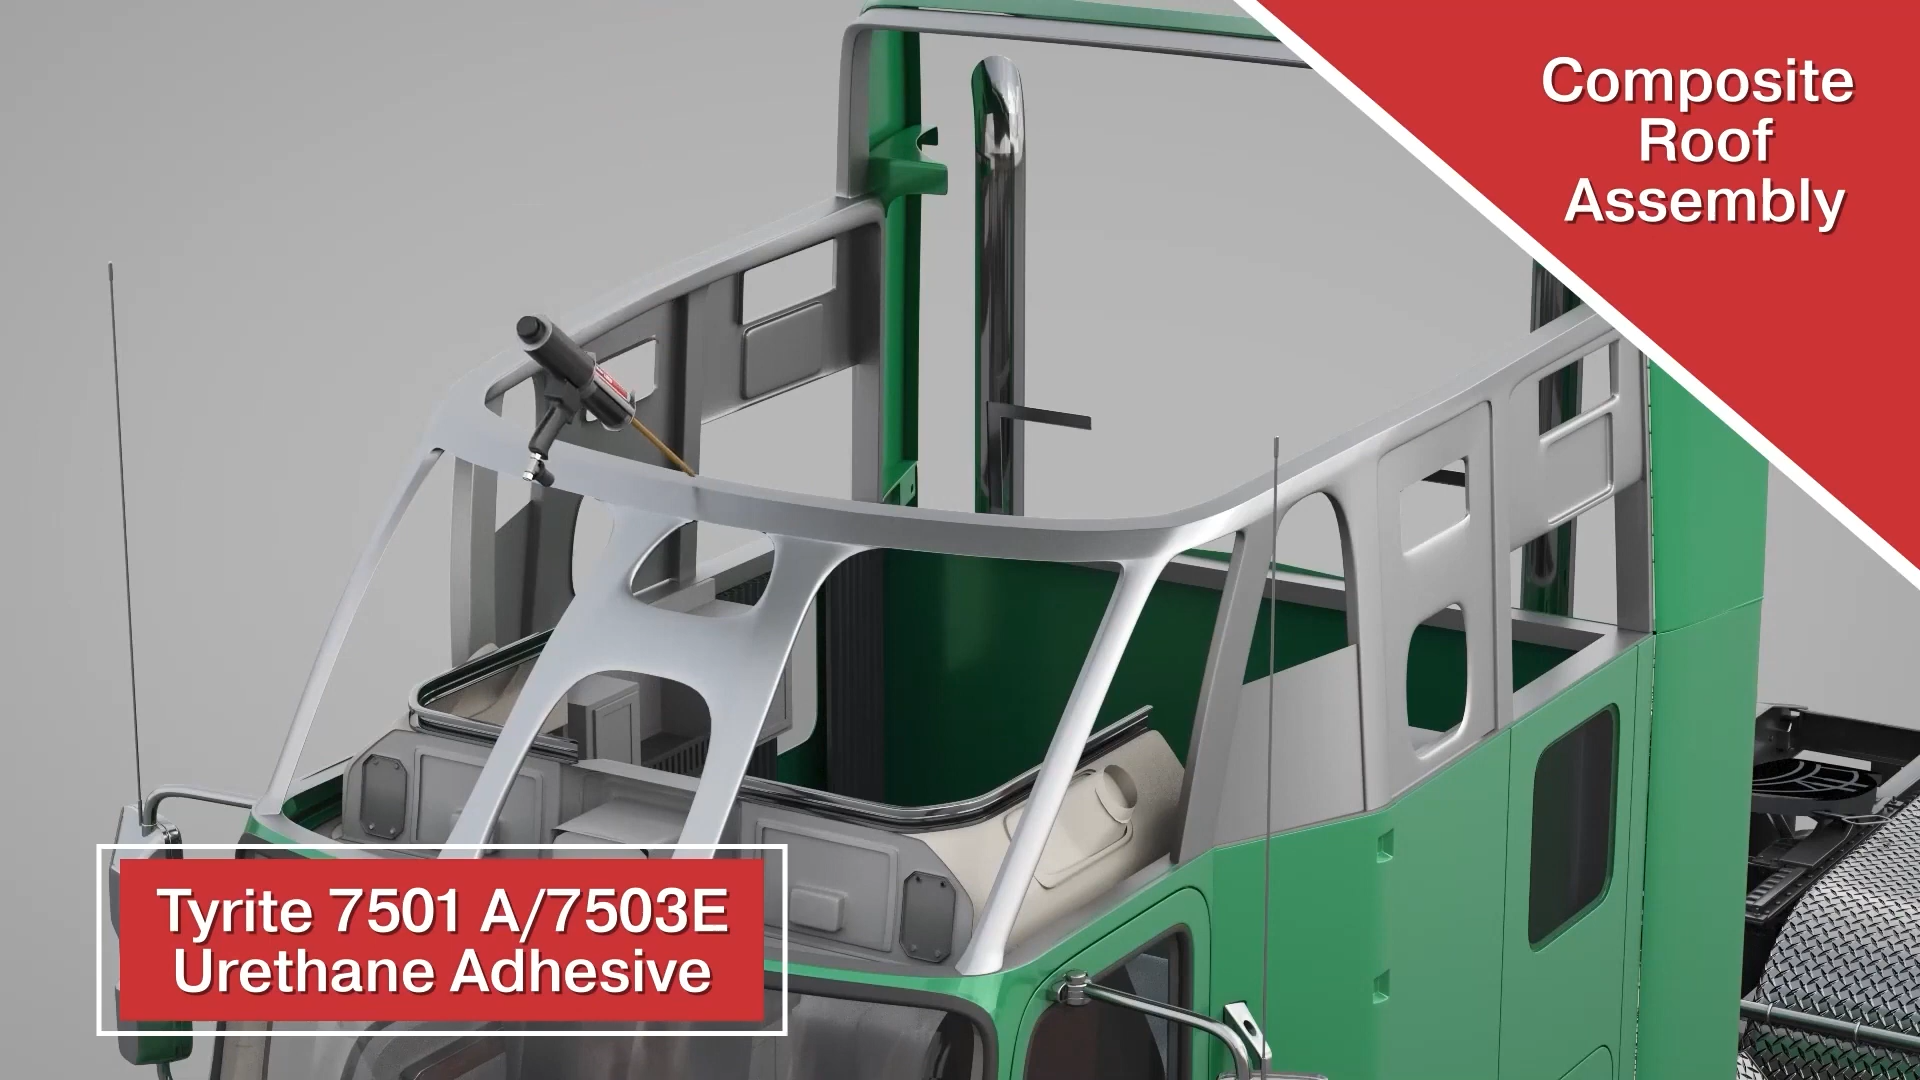 Composite
Roof
Assembly
Tyrite 7501 A/7503E
Urethane Adhesive